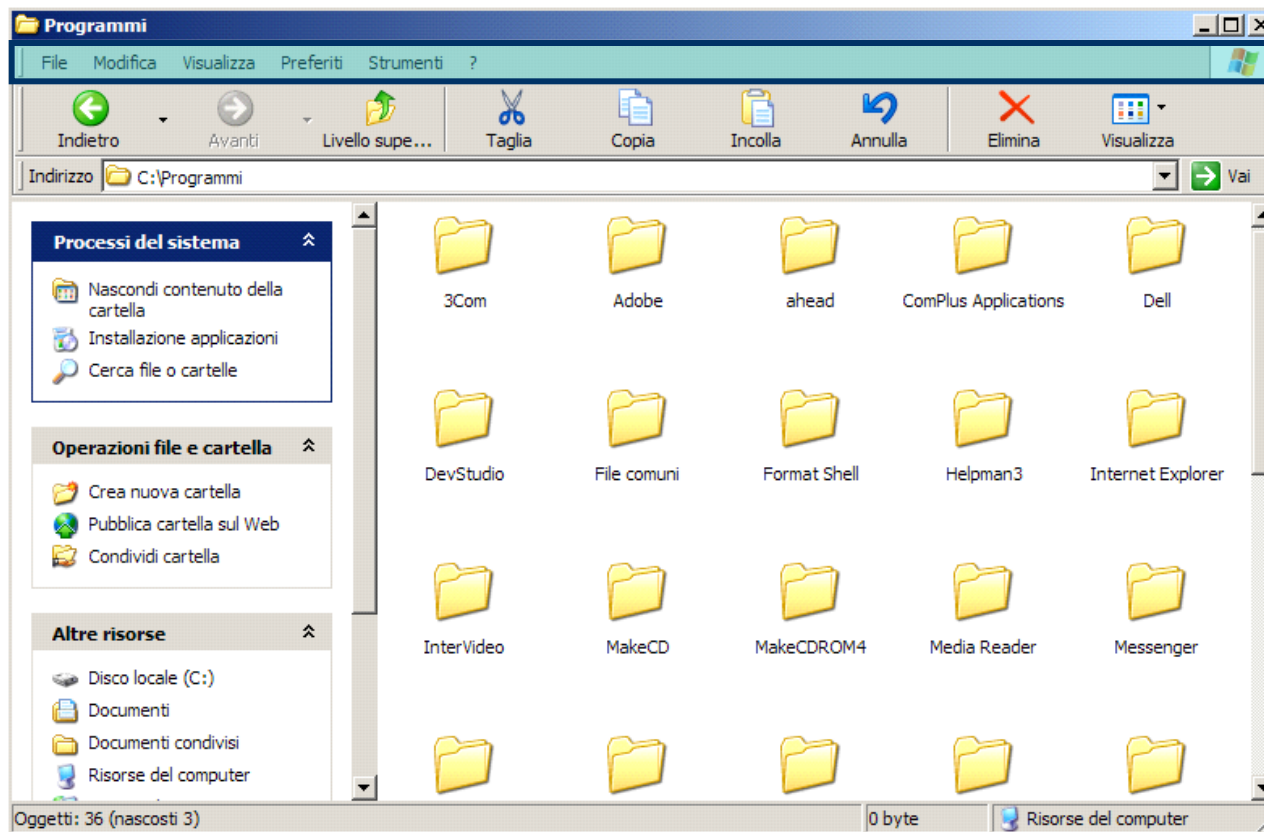 Programmi
File Modifica Visualizza Preferiti Strumenti ?
Indietro Avanti Livello supe... Taglia Copia Incolla Annulla Elimina Visualizza
Indirizzo C:\Programmi Vai
Processi del sistema
Nascondi contenuto della
cartella
Installazione applicazioni
Cerca file o cartelle
Operazioni file e cartella
Crea nuova cartella
Pubblica cartella sul Web
Condividi cartella
Altre risorse
Disco locale (C:)
Documenti
Documenti condivisi
Risorse del computer
3Com Adobe ahead ComPlus Applications Dell
DevStudio File comuni Format Shell Helpman3 Internet Explorer
InterVideo MakeCD MakeCDROM4 Media Reader Messenger
Oggetti: 36 (nascosti 3) 0 byte Risorse del computer